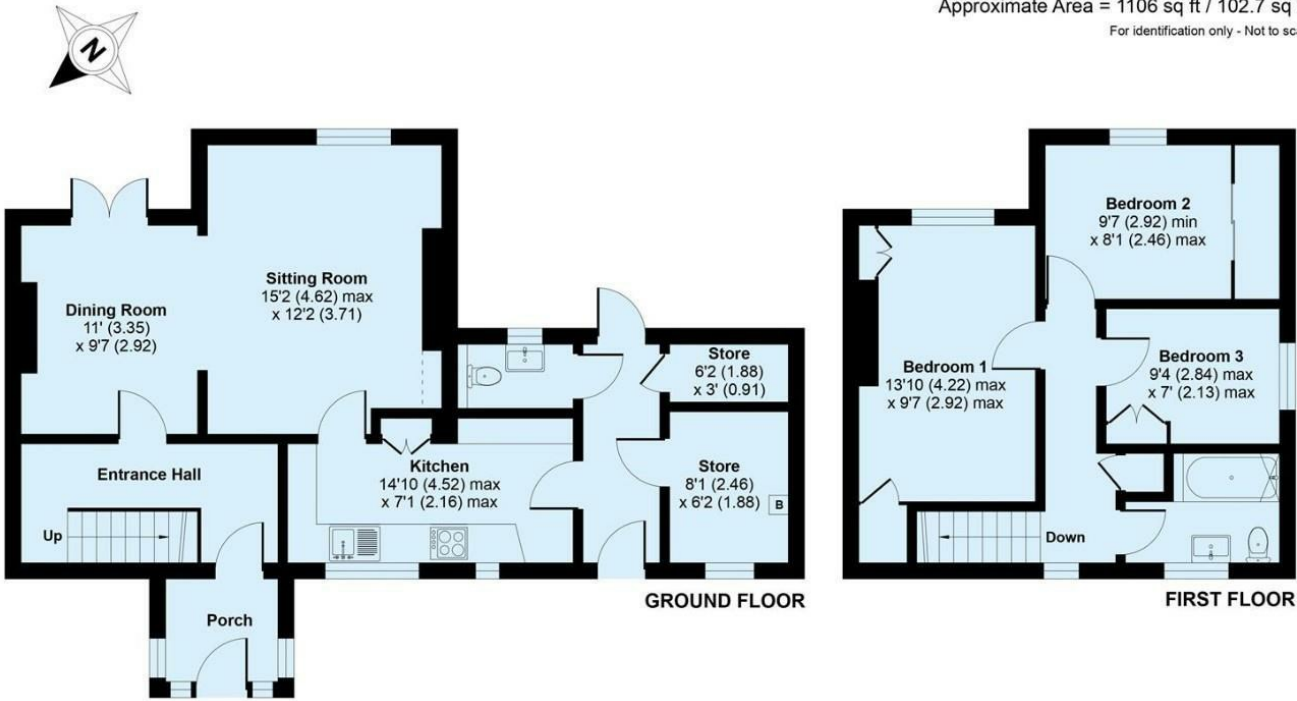 Approximate Area = 1106 sq ft / 102.7 sq
For identification only - Not to
N
Dining Room
11' (3.35)
x 9'7 (2.92)
Sitting Room
15'2 (4.62) max
x 12'2 (3.71)
Store
6'2 (1.88)
x 3' (0.91)
Entrance Hall
Up
Kitchen
14'10 (4.52) max
x 7'1 (2.16) max
Store
8'1 (2.46)
x 6'2 (1.88)
B
Porch
GROUND FLOOR
Bedroom 2
9'7 (2.92) min
x 8'1 (2.46) max
Bedroom 1
13'10 (4.22) max
x 9'7 (2.92) max
Bedroom 3
9'4 (2.84) max
x 7' (2.13) max
Down
FIRST FLOOR